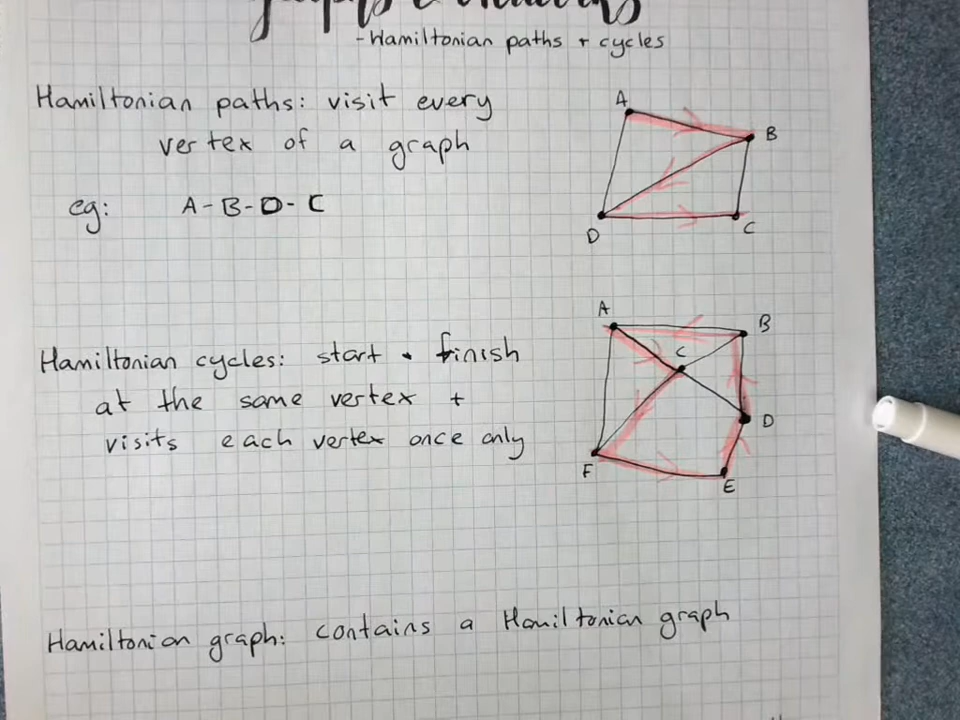 - Hamiltonian paths + cycles
Hamiltonian paths: visit every
vertex of a graph
eg: A - B - D - C
A
B
D
C
Hamiltonian cycles: start + finish
at the same vertex +
visits each vertex once only
A
B
C
D
F
E
Hamiltonian graph: contains a Hamiltonian graph